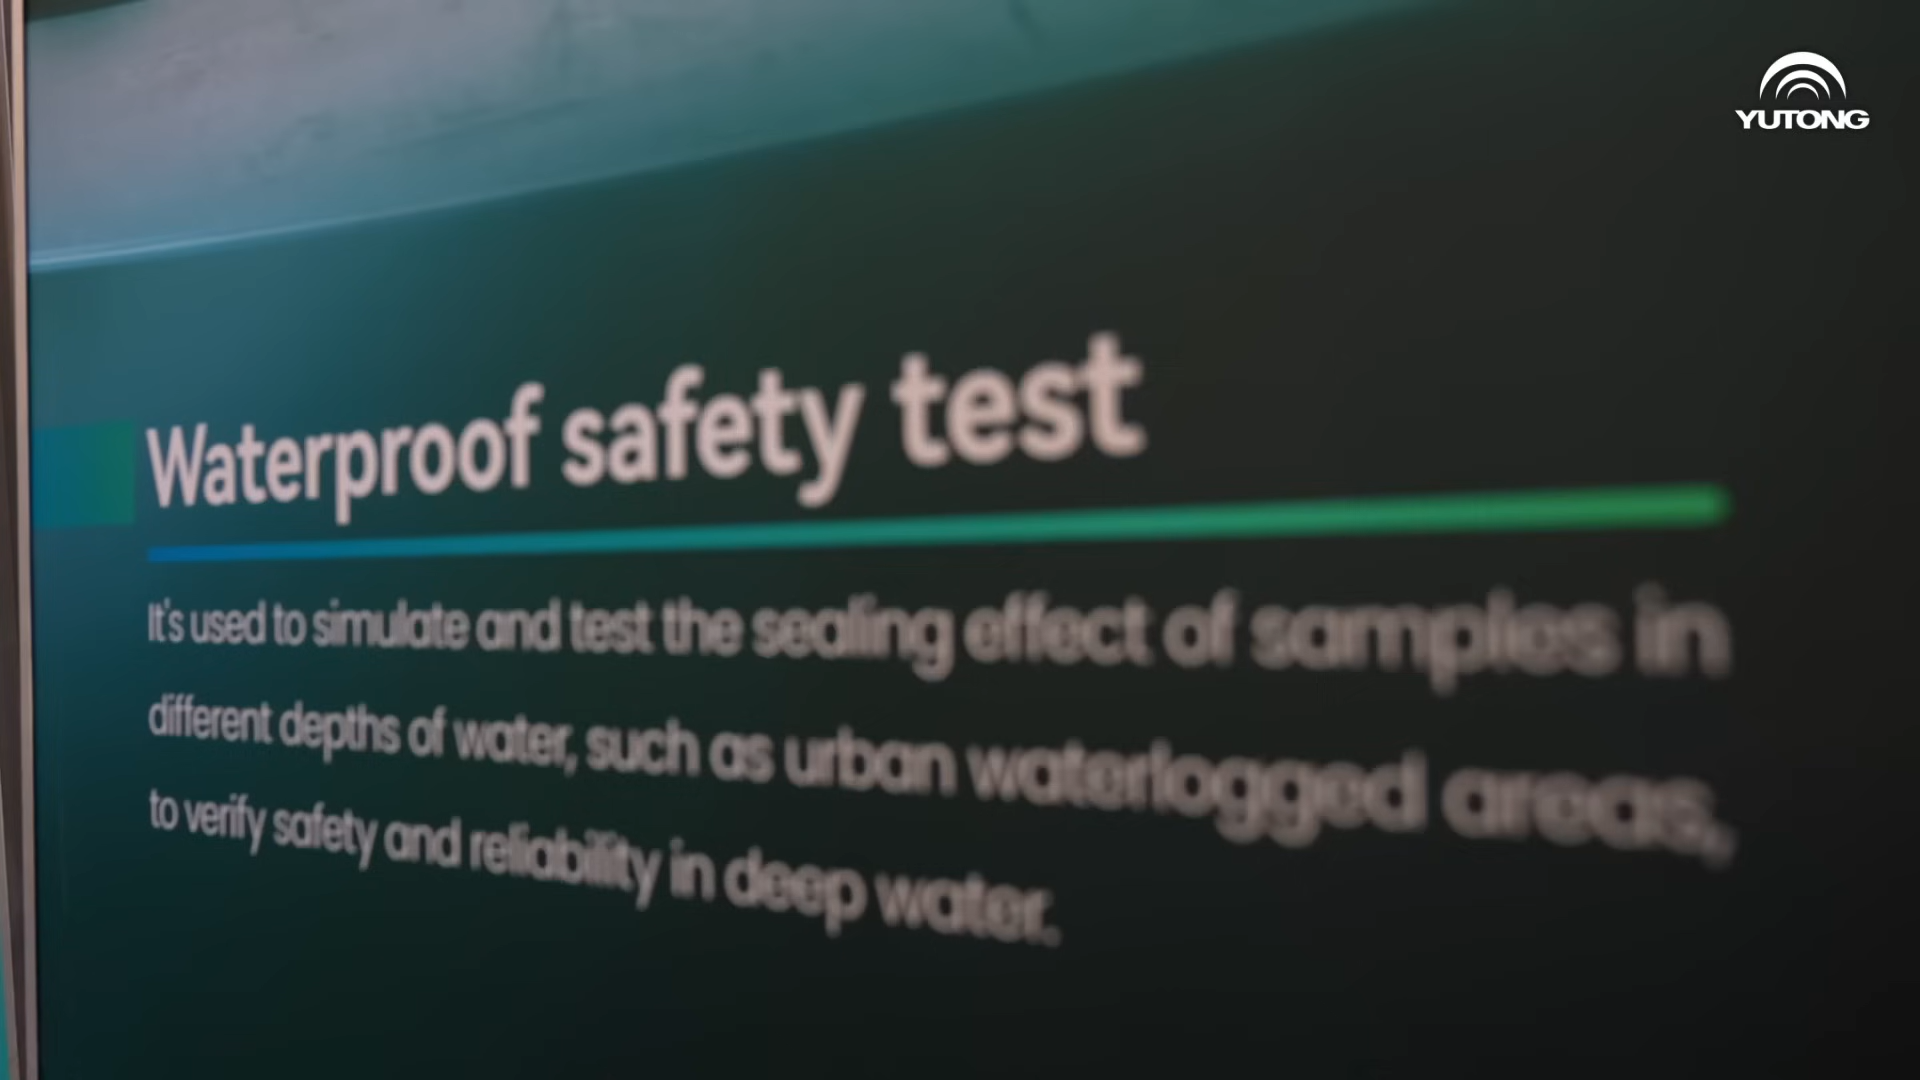 YUTONG
Waterproof safety test
It's used to simulate and test the sealing effect of samples in
different depths of water, such as urban waterlogged areas,
to verify safety and reliability in deep water.